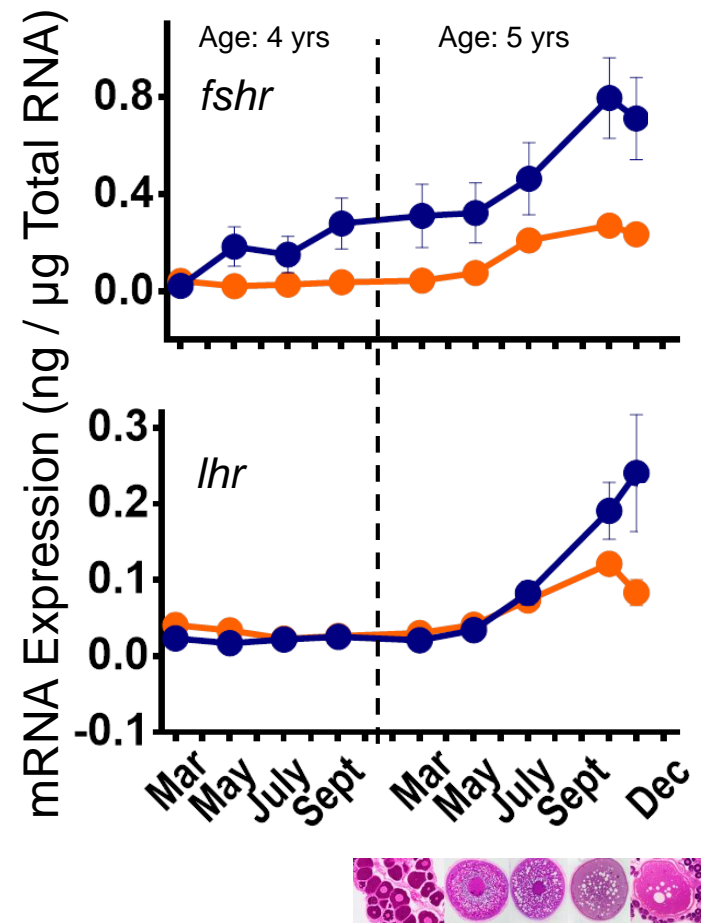 mRNA Expression (ng / μg Total RNA)
Age: 4 yrs
Age: 5 yrs
fshr
0.8
0.4
0.0
lhr
0.3
0.2
0.1
0.0
-0.1
Mar
May
July
Sept
Mar
May
July
Sept
Dec